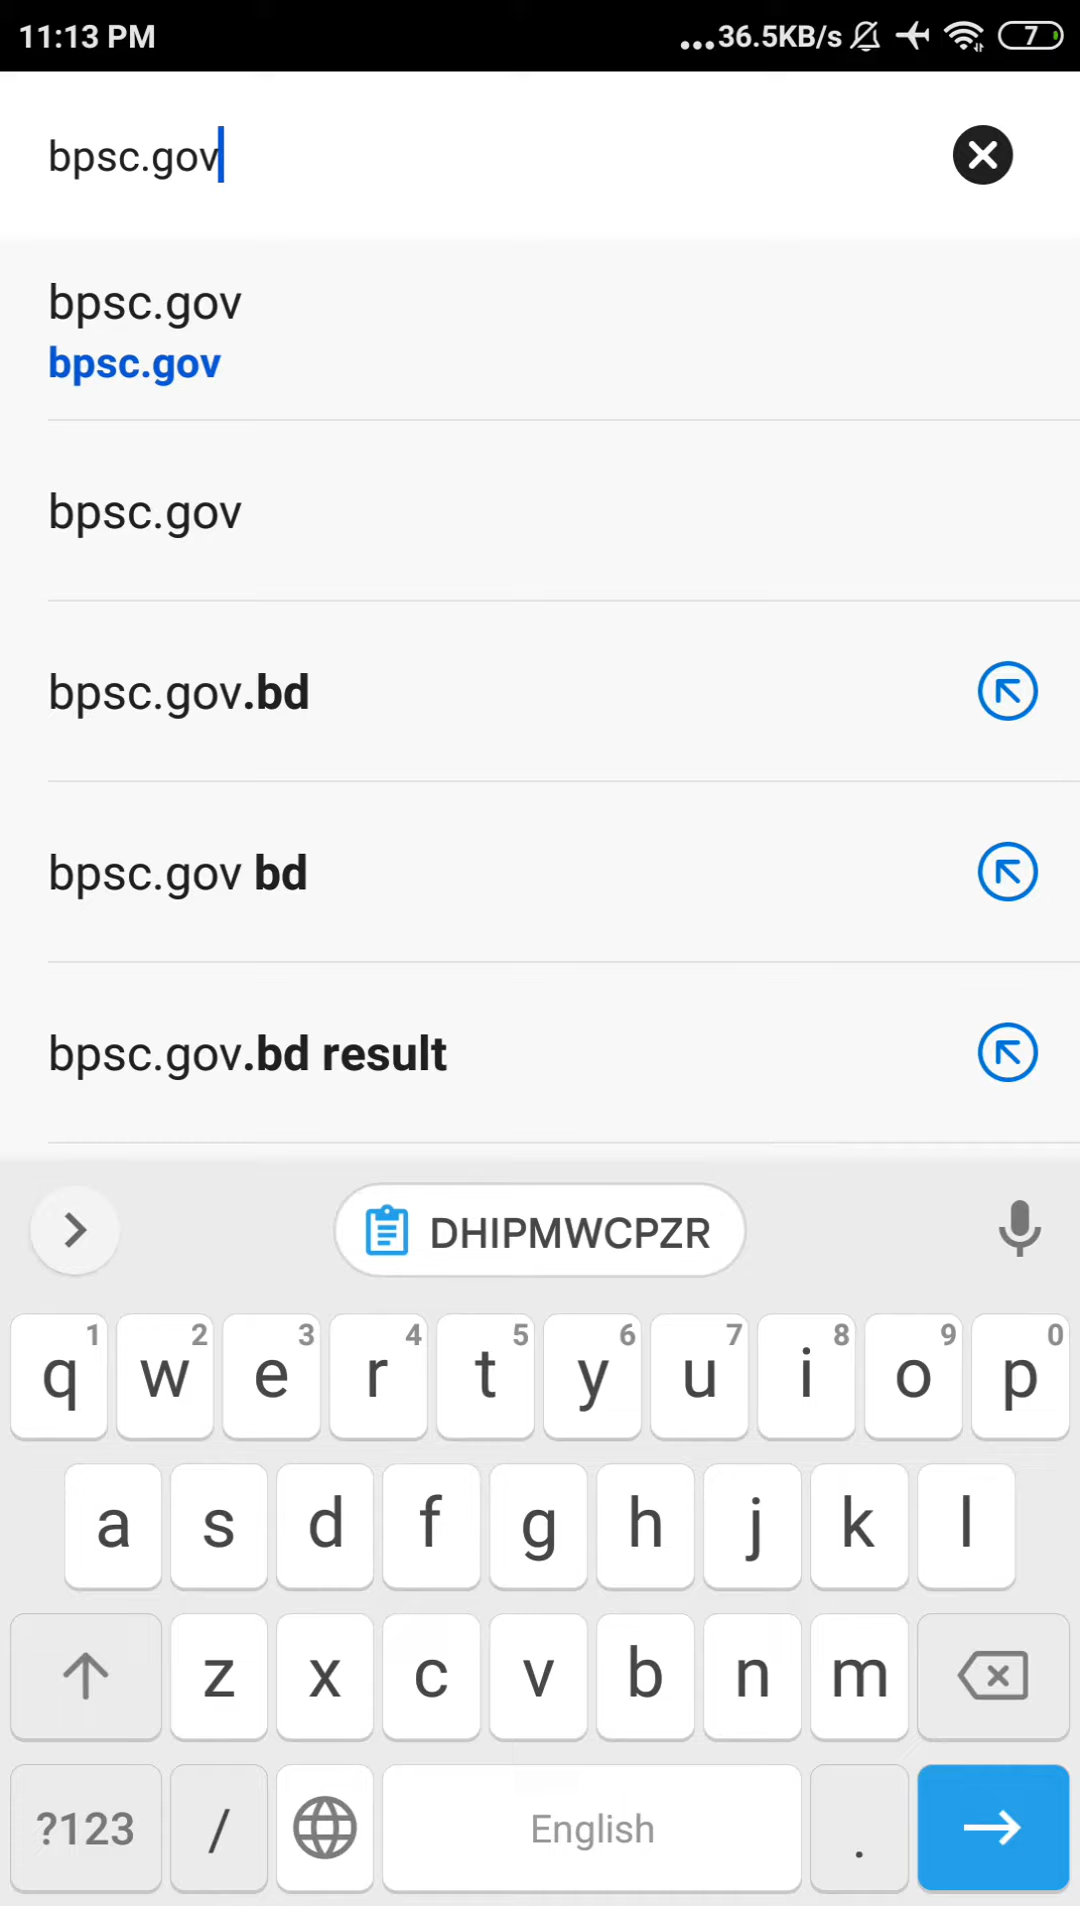 11:13 PM
...36.5KB/s 7
bpsc.gov
bpsc.gov
bpsc.gov
bpsc.gov
bpsc.gov.bd
bpsc.gov bd
bpsc.gov.bd result
DHIPMWCPZR
1 2 3 4 5 6 7 8 9 0
q w e r t y u i o p
a s d f g h j k l
z x c v b n m
?123 / English .